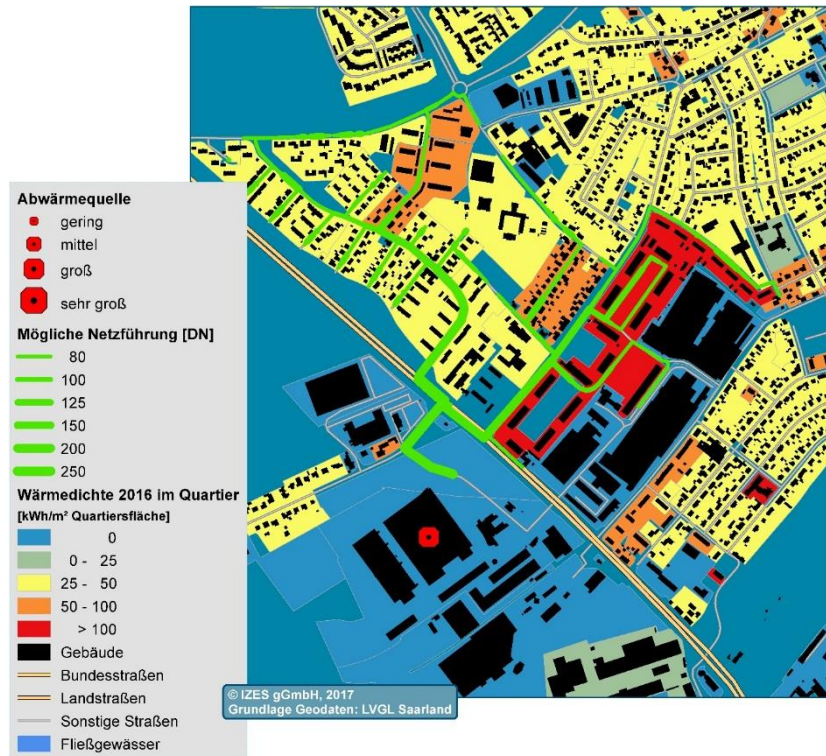 Abwärmequelle
gering
mittel
groß
sehr groß
Mögliche Netzführung [DN]
80
100
125
150
200
250
Wärmedichte 2016 im Quartier
[kWh/m² Quartiersfläche]
0
0 - 25
25 - 50
50 - 100
> 100
Gebäude
Bundesstraßen
Landstraßen
Sonstige Straßen
Fließgewässer
© IZES gGmbH, 2017
Grundlage Geodaten: LVGL Saarland